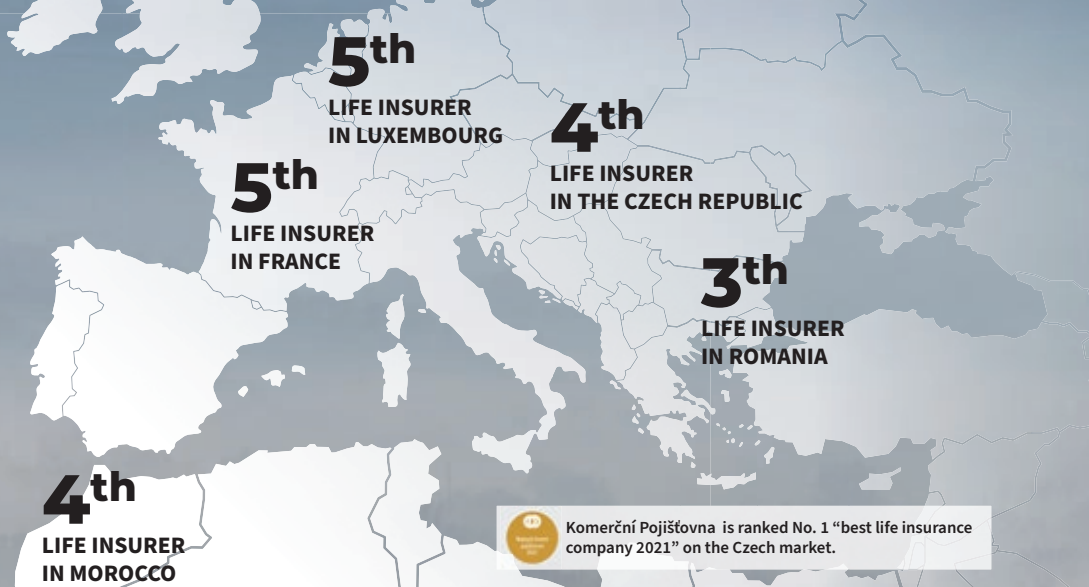 5th
LIFE INSURER
IN LUXEMBOURG
4th
LIFE INSURER
IN THE CZECH REPUBLIC
5th
LIFE INSURER
IN FRANCE
3th
LIFE INSURER
IN ROMANIA
4th
LIFE INSURER
IN MOROCCO
Komerční Pojišťovna is ranked No. 1 “best life insurance
company 2021” on the Czech market.